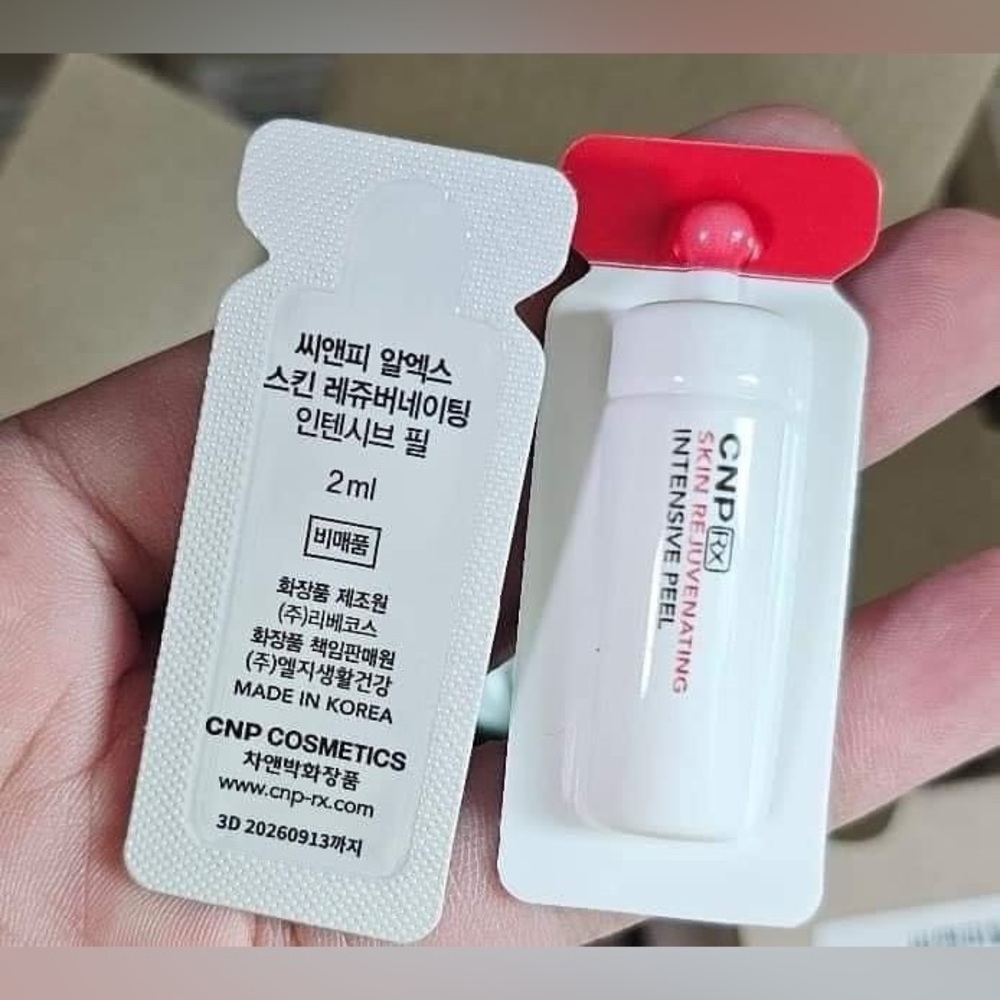 씨앤피 알엑스
스킨 레쥬버네이팅
인텐시브 필
2ml
비매품
화장품 제조원
(주)리베코스
화장품 책임판매원
(주)엘지생활건강
MADE IN KOREA
CNP COSMETICS
차앤박화장품
www.cnp-rx.com
3D 20260913까지
CNP Rx
SKIN REJUVENATING
INTENSIVE PEEL